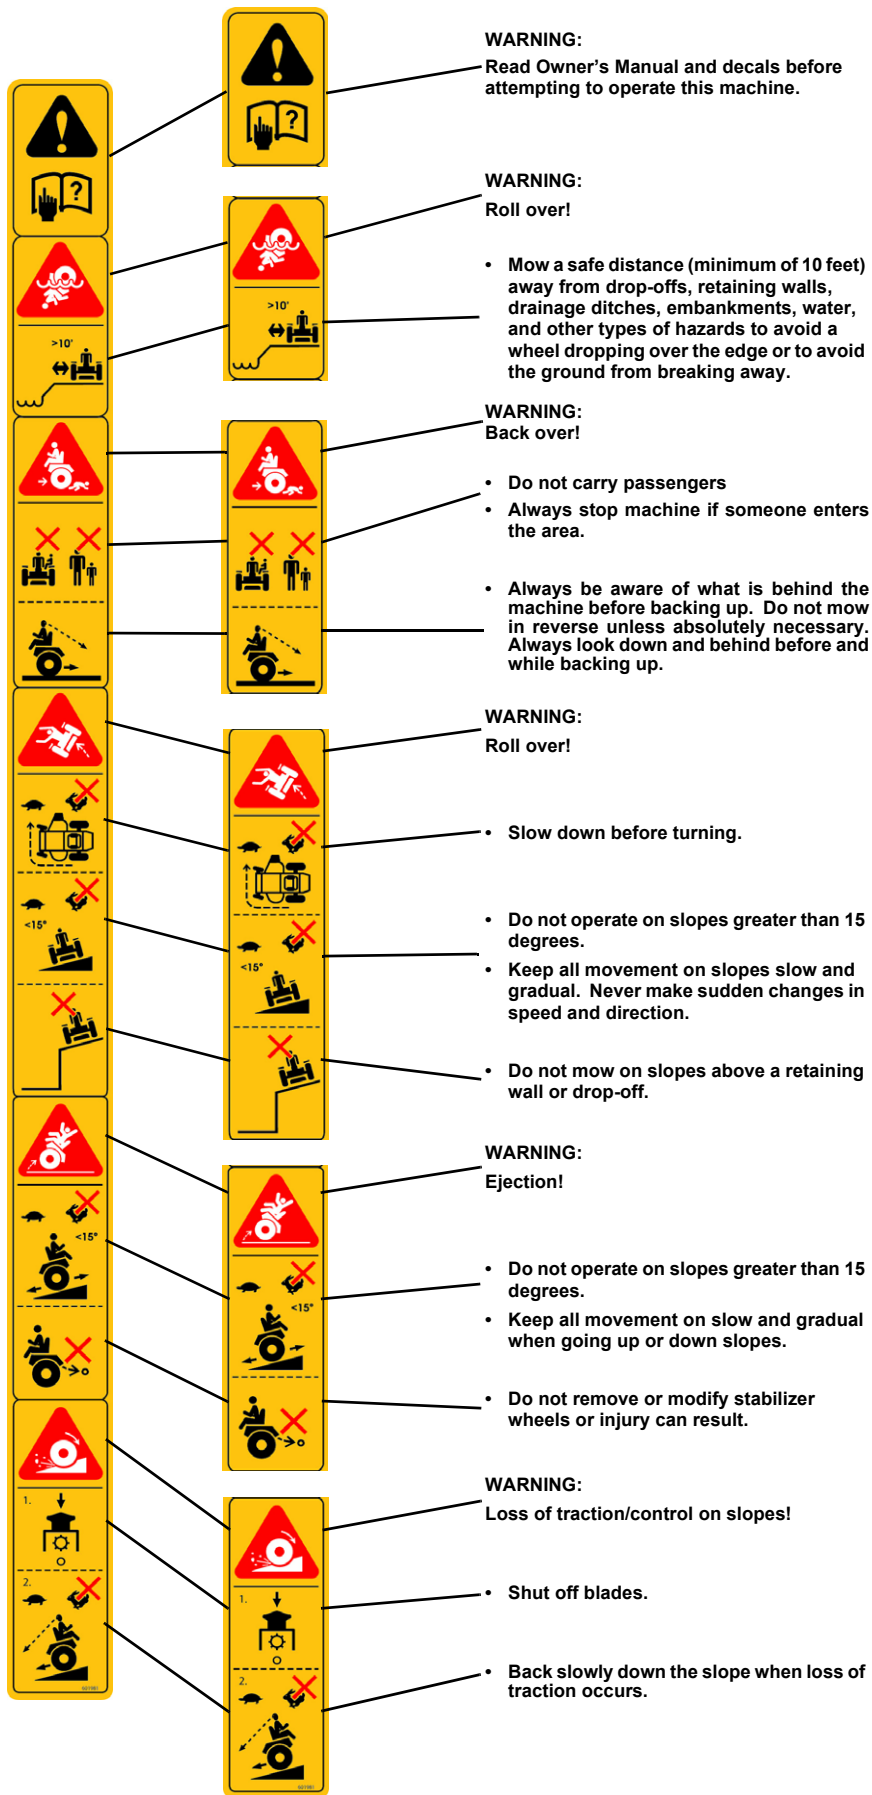 WARNING:
Read Owner's Manual and decals before
attempting to operate this machine.
?
?
WARNING:
Roll over!
• Mow a safe distance (minimum of 10 feet)
away from drop-offs, retaining walls,
drainage ditches, embankments, water,
and other types of hazards to avoid a
wheel dropping over the edge or to avoid
the ground from breaking away.
>10'
>10'
WARNING:
Back over!
• Do not carry passengers
• Always stop machine if someone enters
the area.
• Always be aware of what is behind the
machine before backing up. Do not mow
in reverse unless absolutely necessary.
Always look down and behind before and
while backing up.
WARNING:
Roll over!
• Slow down before turning.
• Do not operate on slopes greater than 15
degrees.
• Keep all movement on slopes slow and
gradual. Never make sudden changes in
speed and direction.
<15°
<15°
• Do not mow on slopes above a retaining
wall or drop-off.
WARNING:
Ejection!
• Do not operate on slopes greater than 15
degrees.
• Keep all movement on slow and gradual
when going up or down slopes.
<15°
<15°
• Do not remove or modify stabilizer
wheels or injury can result.
WARNING:
Loss of traction/control on slopes!
1.
1.
• Shut off blades.
2.
2.
• Back slowly down the slope when loss of
traction occurs.
601981
601981